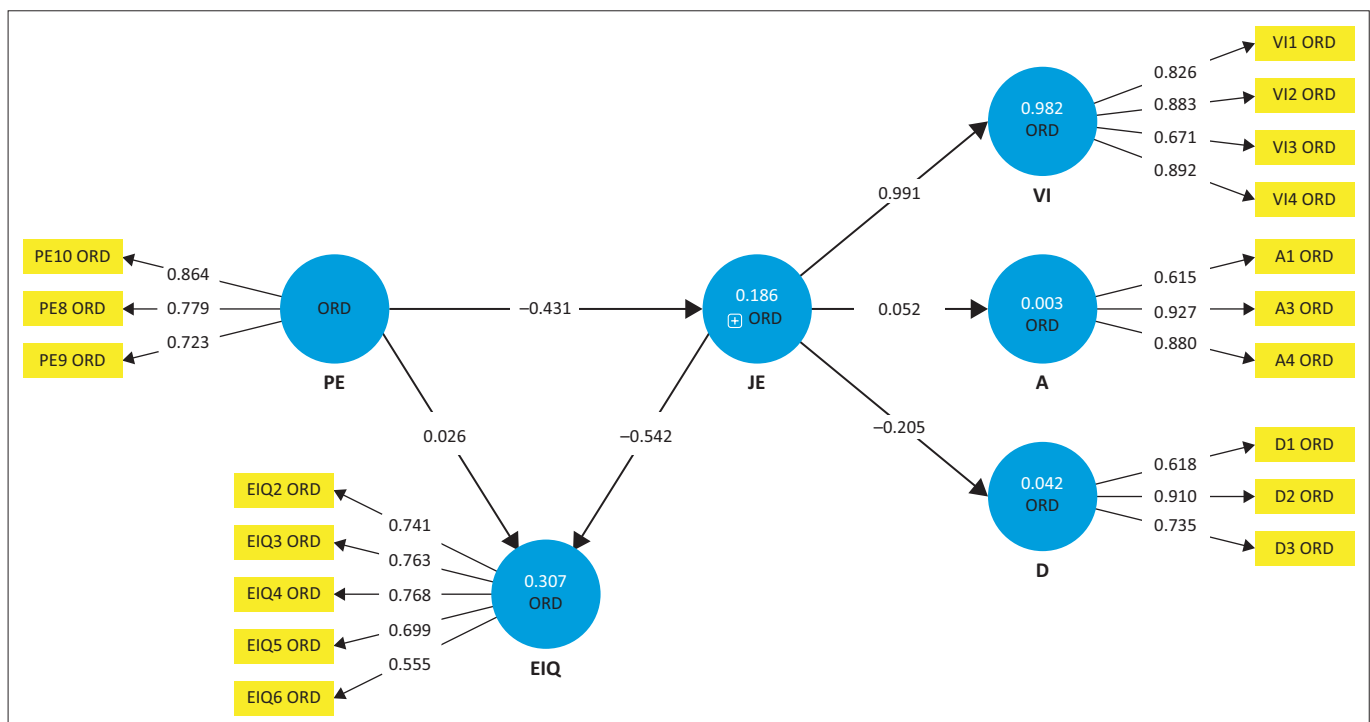 PE10 ORD
PE8 ORD
PE9 ORD
0.864
0.779
0.723
ORD
PE
−0.431
0.026
−0.542
EIQ2 ORD
EIQ3 ORD
EIQ4 ORD
EIQ5 ORD
EIQ6 ORD
0.741
0.763
0.768
0.699
0.555
0.307
ORD
EIQ
0.186
+ ORD
JE
0.991
0.052
−0.205
0.982
ORD
VI
0.826
0.883
0.671
0.892
VI1 ORD
VI2 ORD
VI3 ORD
VI4 ORD
0.003
ORD
A
0.615
0.927
0.880
A1 ORD
A3 ORD
A4 ORD
0.042
ORD
D
0.618
0.910
0.735
D1 ORD
D2 ORD
D3 ORD